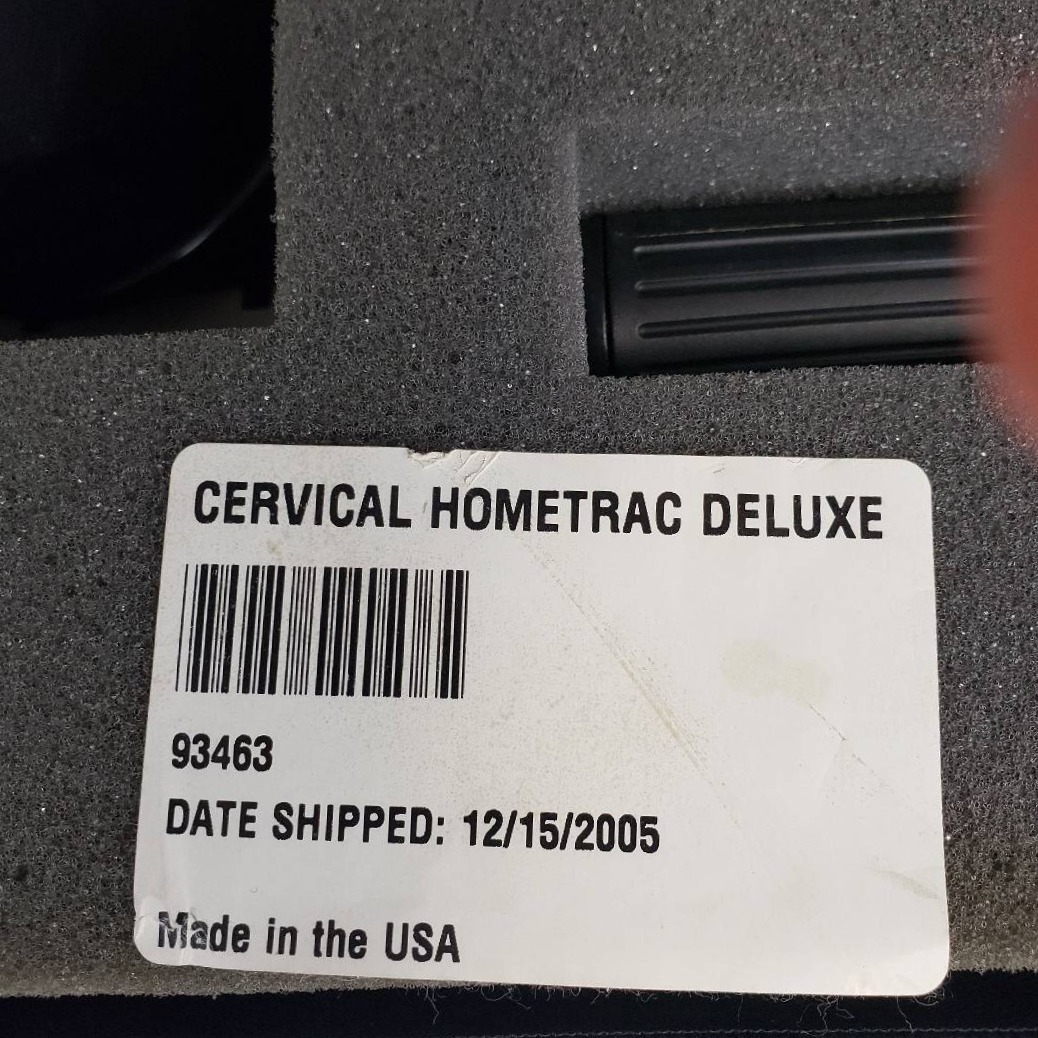 CERVICAL HOMETRAC DELUXE
93463
DATE SHIPPED: 12/15/2005
Made in the USA